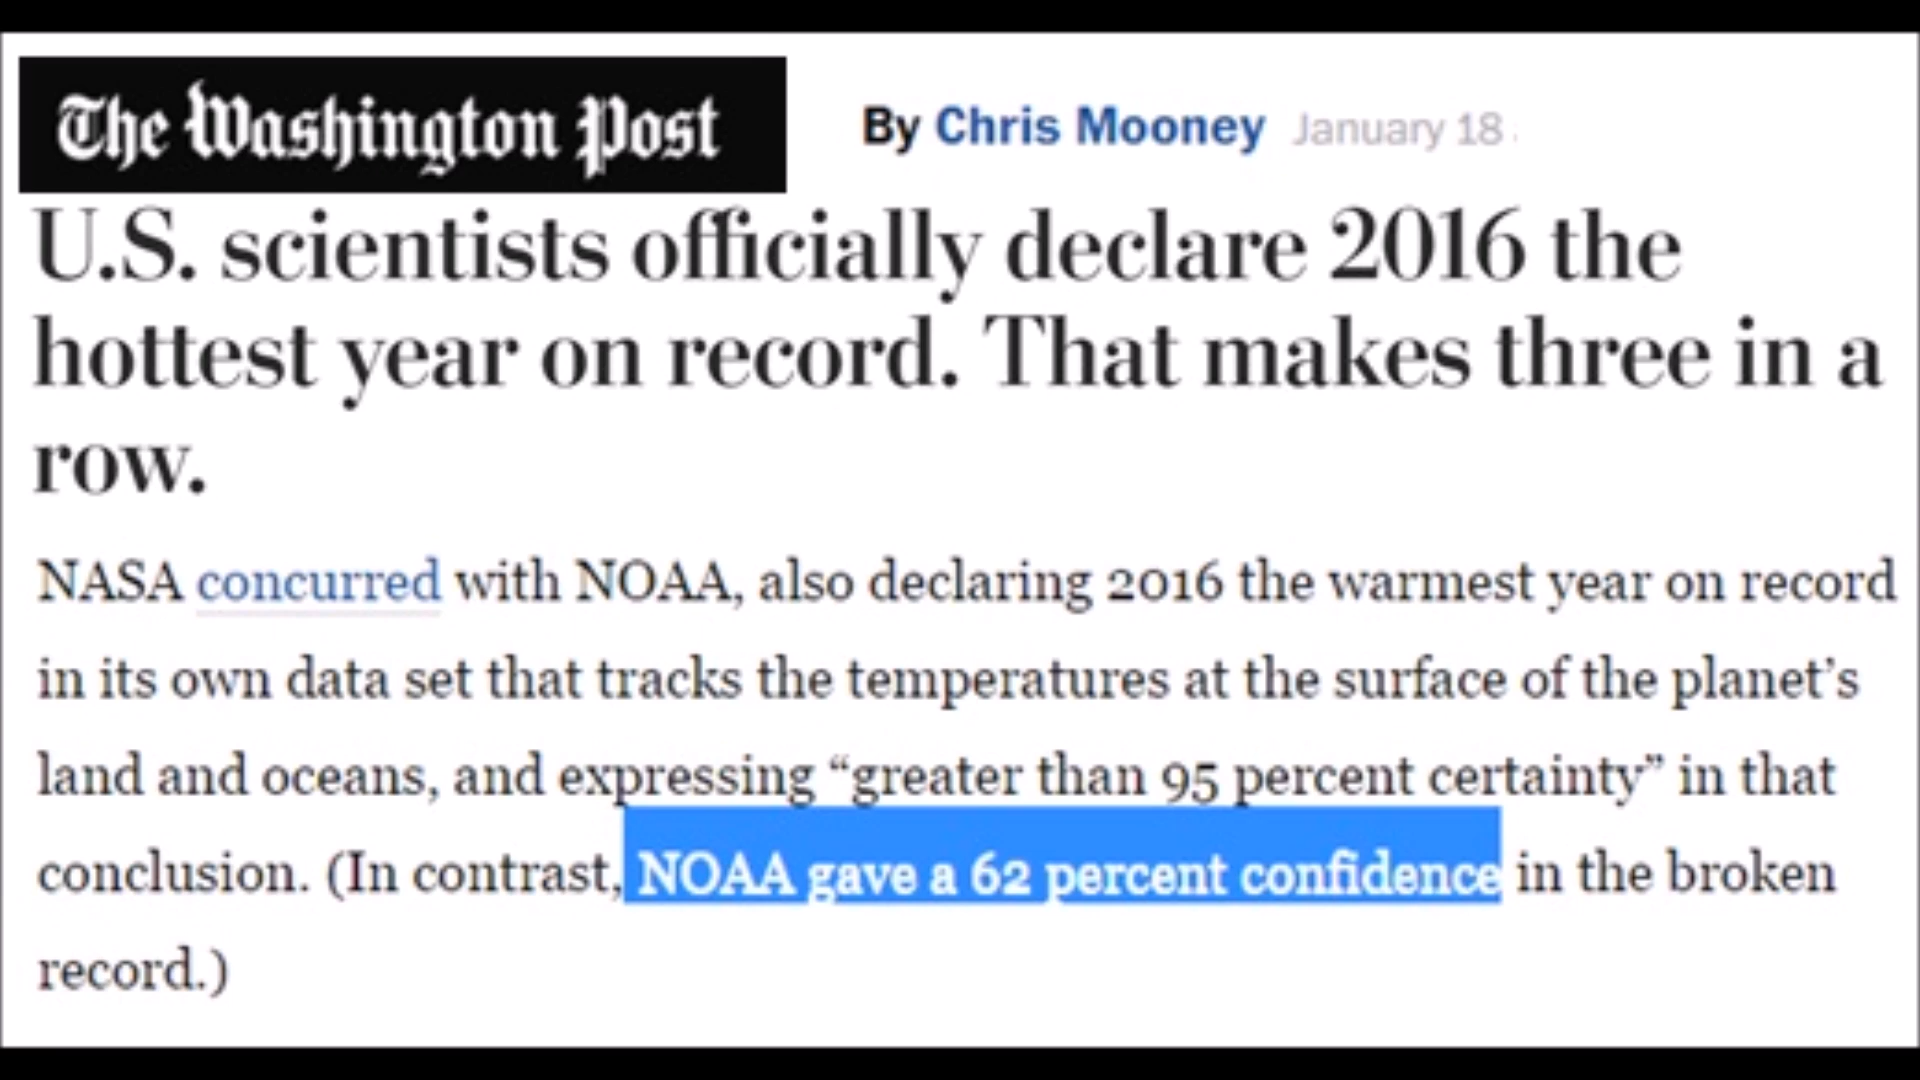 The Washington Post
By Chris Mooney January 18
U.S. scientists officially declare 2016 the
hottest year on record. That makes three in a
row.
NASA concurred with NOAA, also declaring 2016 the warmest year on record
in its own data set that tracks the temperatures at the surface of the planet’s
land and oceans, and expressing “greater than 95 percent certainty” in that
conclusion. (In contrast, NOAA gave a 62 percent confidence in the broken
record.)